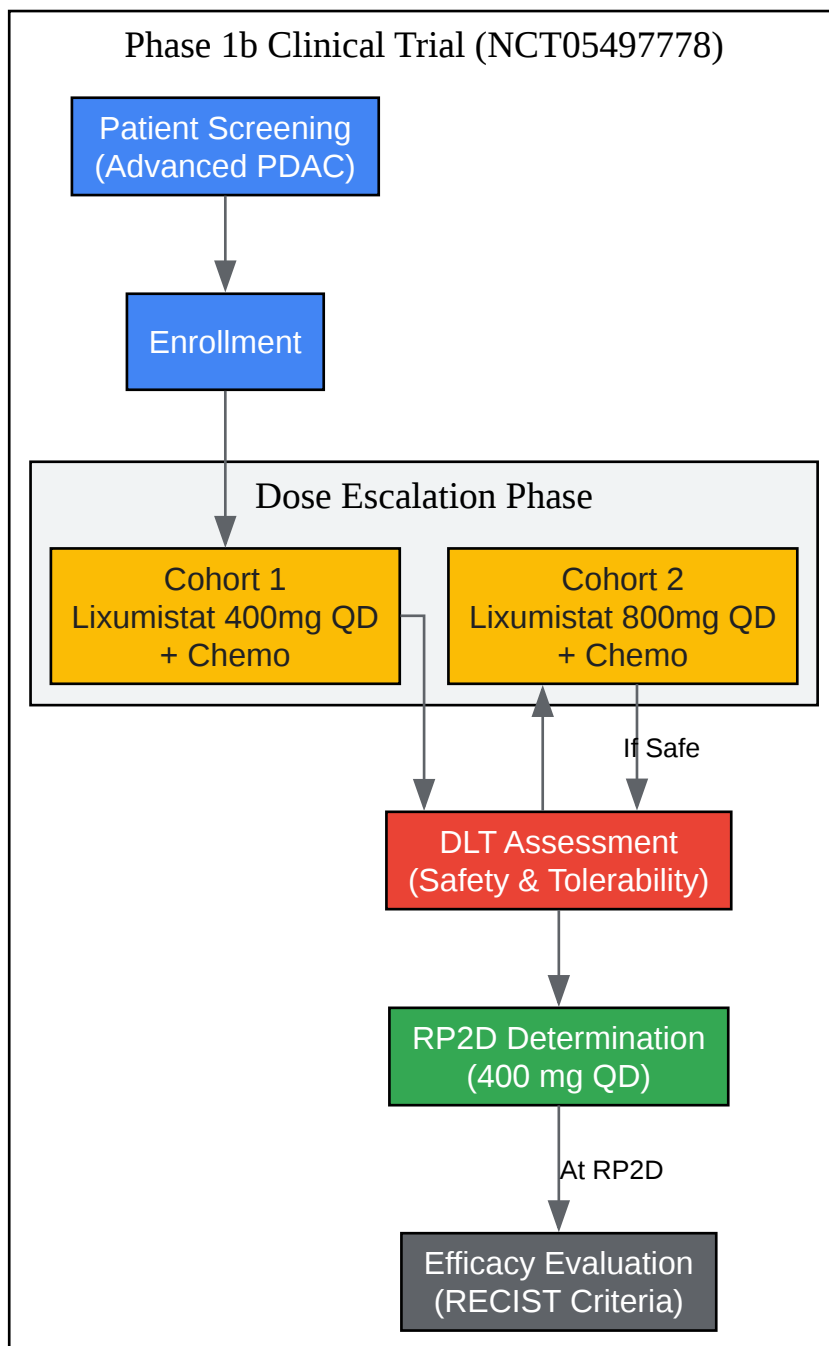 Phase 1b Clinical Trial (NCT05497778)
Patient Screening
(Advanced PDAC)
Enrollment
Dose Escalation Phase
Cohort 1
Lixumistat 400mg QD
+ Chemo
Cohort 2
Lixumistat 800mg QD
+ Chemo
If Safe
DLT Assessment
(Safety & Tolerability)
RP2D Determination
(400 mg QD)
At RP2D
Efficacy Evaluation
(RECIST Criteria)